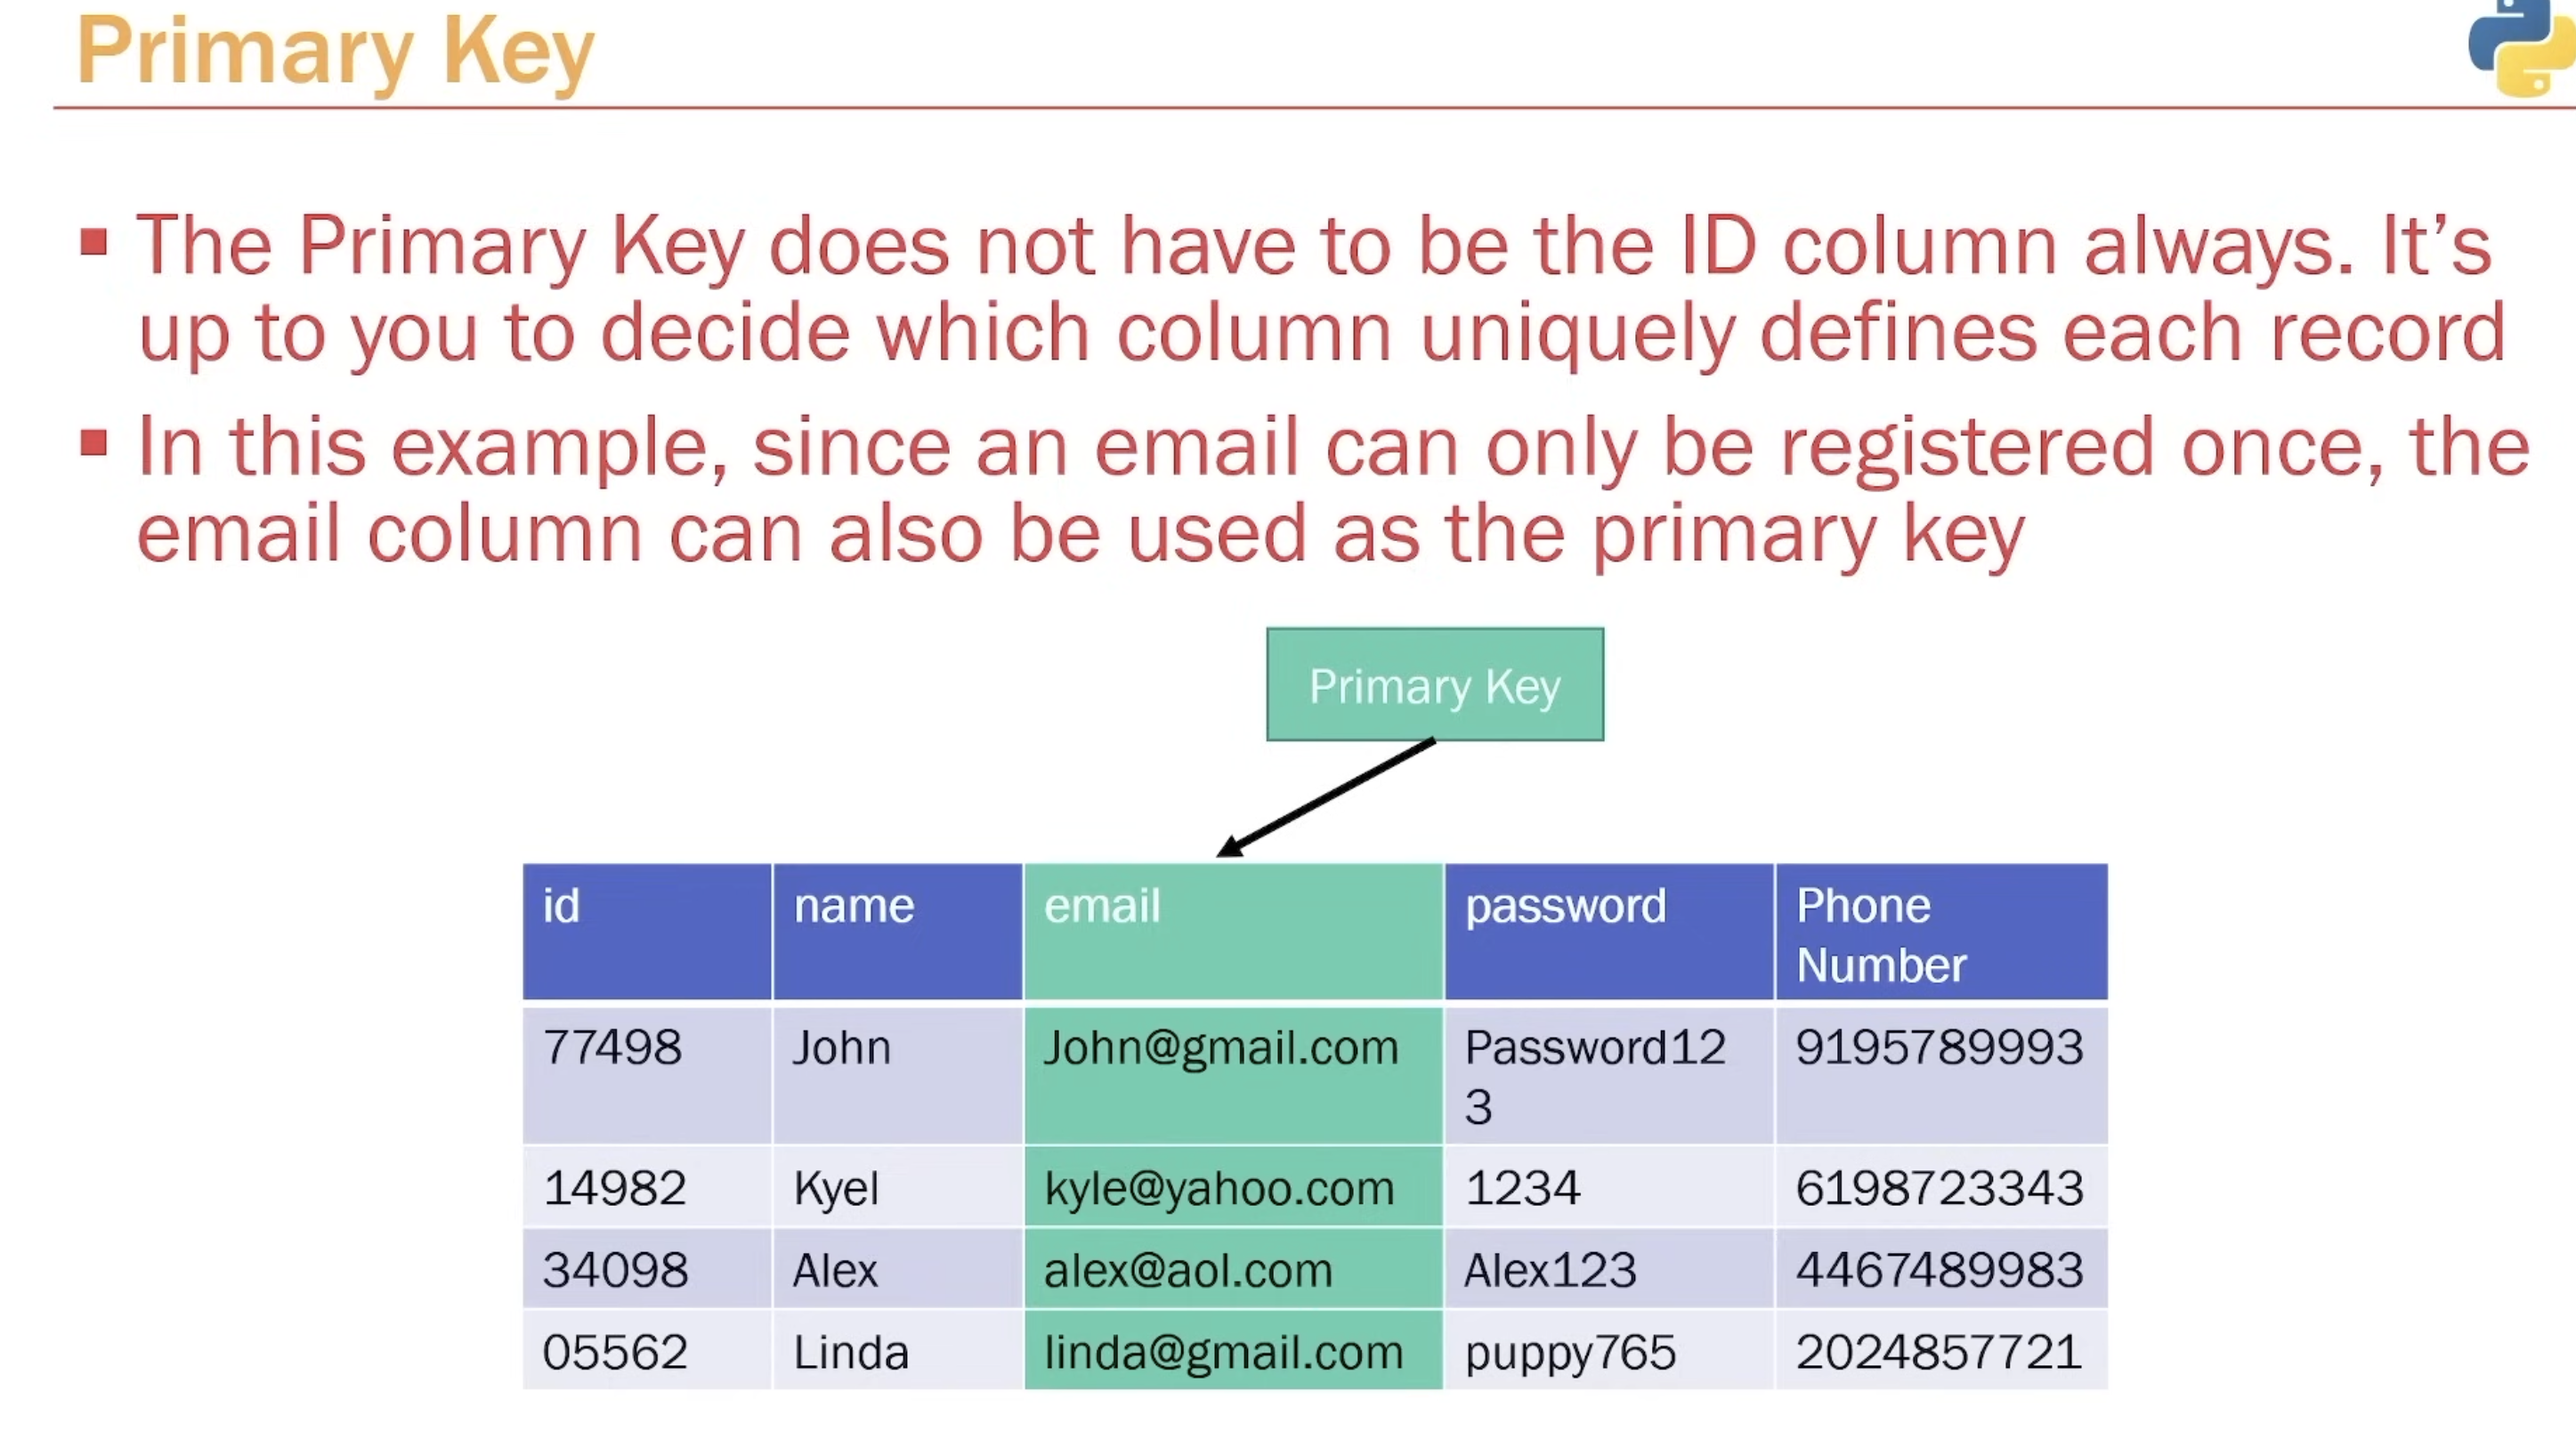 Primary Key
▪ The Primary Key does not have to be the ID column always. It’s
up to you to decide which column uniquely defines each record
▪ In this example, since an email can only be registered once, the
email column can also be used as the primary key
Primary Key
id name email password Phone
Number
77498 John John@gmail.com Password12 9195789993
3
14982 Kyel kyle@yahoo.com 1234 6198723343
34098 Alex alex@aol.com Alex123 4467489983
05562 Linda linda@gmail.com puppy765 2024857721